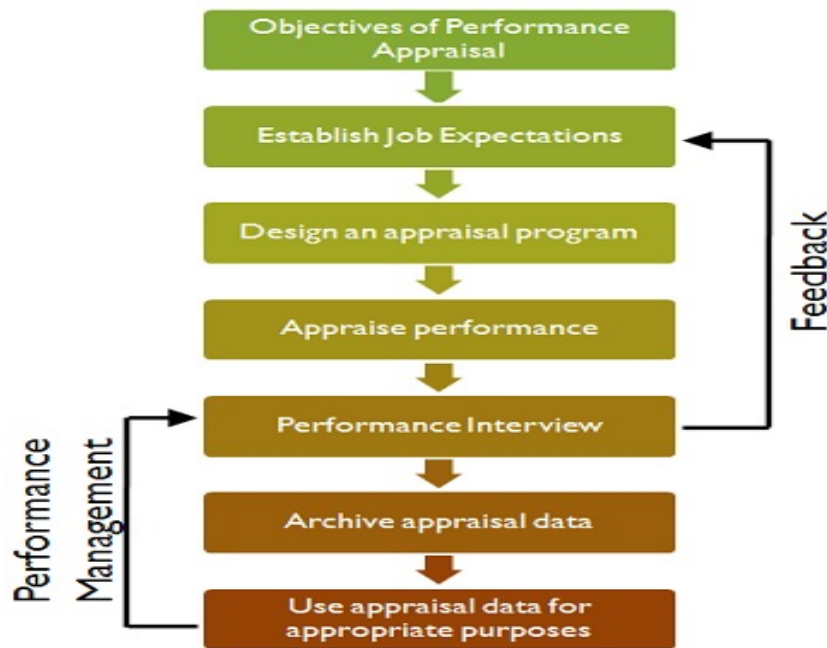 Objectives of Performance
Appraisal
Establish Job Expectations
Design an appraisal program
Appraise performance
Performance Interview
Archive appraisal data
Use appraisal data for
appropriate purposes
Feedback
Performance
Management